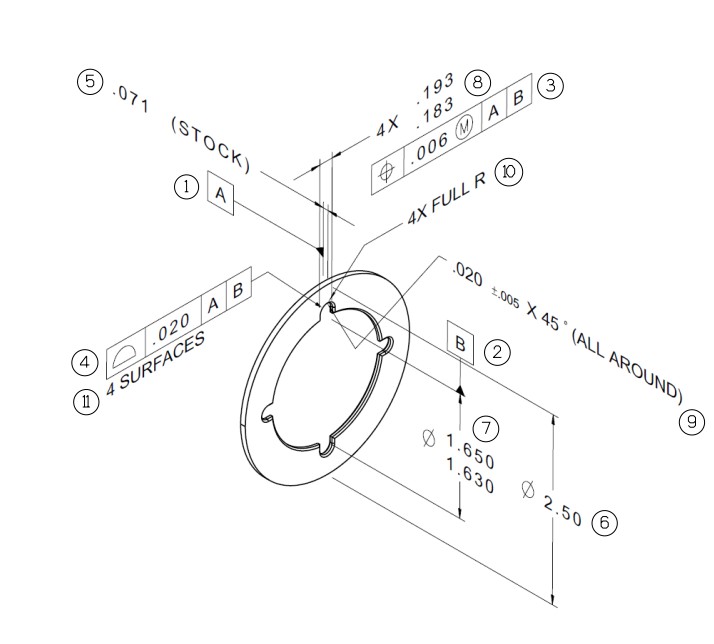 5 .071 (STOCK)
4X .193
.183 8
⌖ .006 Ⓜ A B 3
1 A
4X FULL R 10
.020 ±.005 X 45° (ALL AROUND) 9
4 ⌓ .020 A B
11 4 SURFACES
B 2
⌀ 1.650
1.630 7
⌀ 2.50 6